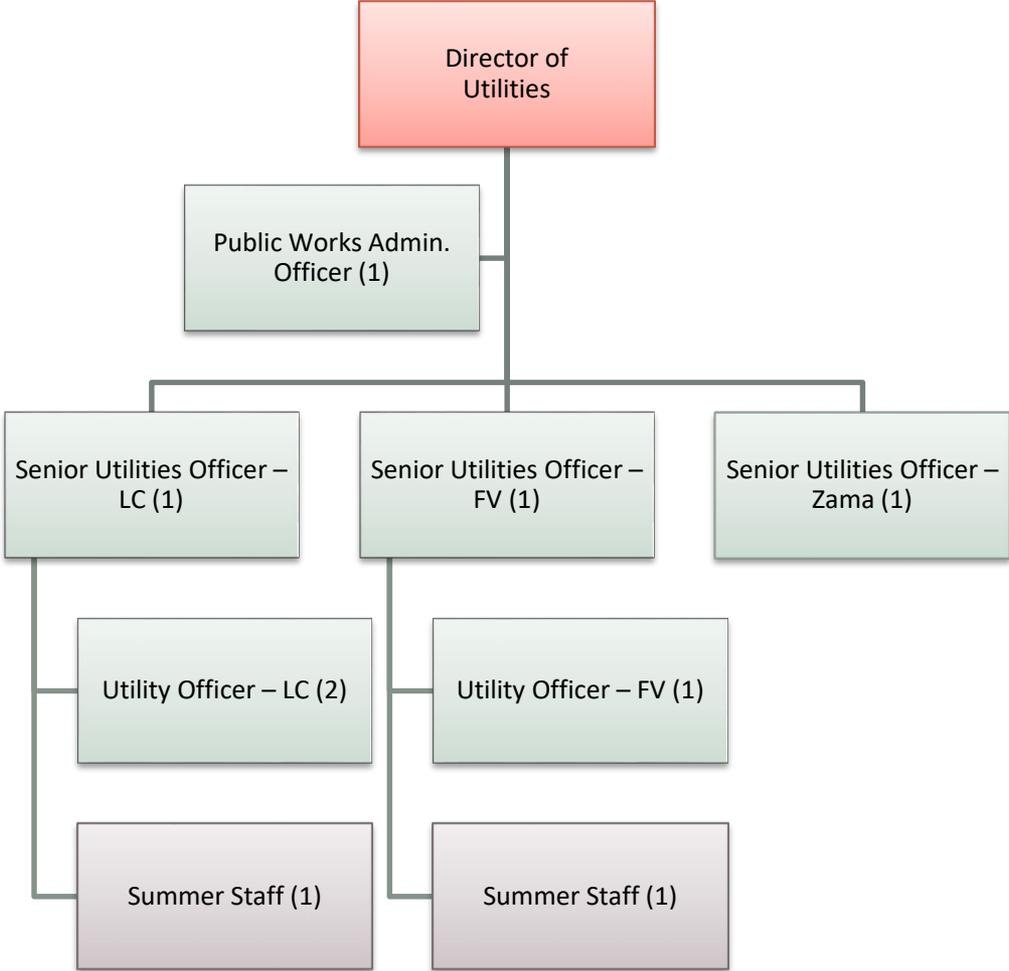 Director of
Utilities
Public Works Admin.
Officer (1)
Senior Utilities Officer –
LC (1)
Senior Utilities Officer –
FV (1)
Senior Utilities Officer –
Zama (1)
Utility Officer – LC (2)
Utility Officer – FV (1)
Summer Staff (1)
Summer Staff (1)